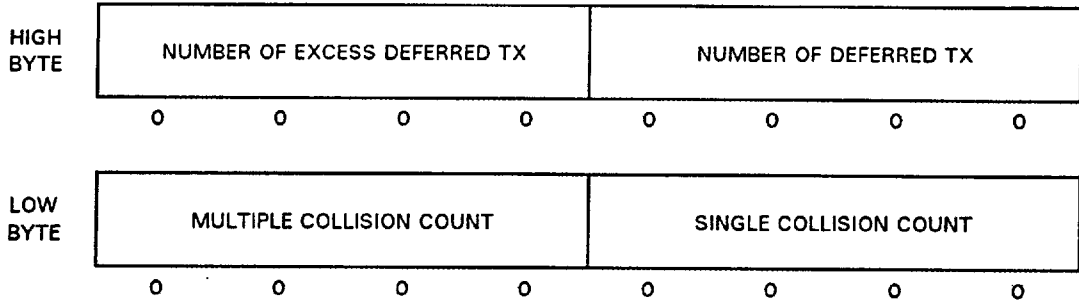 HIGH
BYTE
NUMBER OF EXCESS DEFERRED TX
NUMBER OF DEFERRED TX
0 0 0 0 0 0 0 0
LOW
BYTE
MULTIPLE COLLISION COUNT
SINGLE COLLISION COUNT
0 0 0 0 0 0 0 0